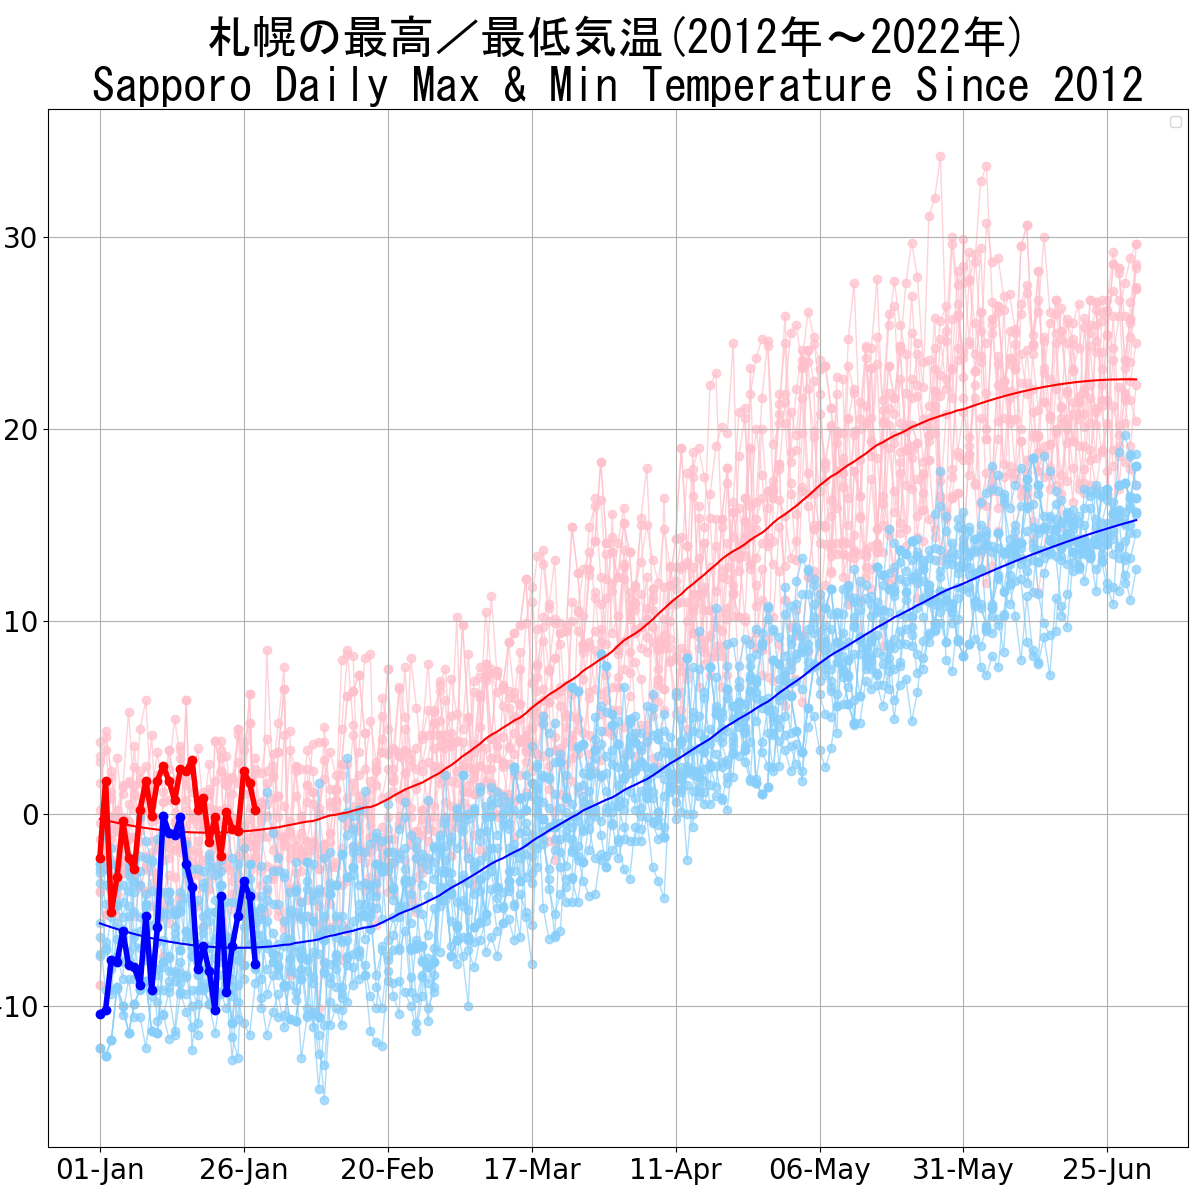 札幌の最高／最低気温(2012年～2022年)
Sapporo Daily Max & Min Temperature Since 2012
30
20
10
0
-10
01-Jan 26-Jan 20-Feb 17-Mar 11-Apr 06-May 31-May 25-Jun